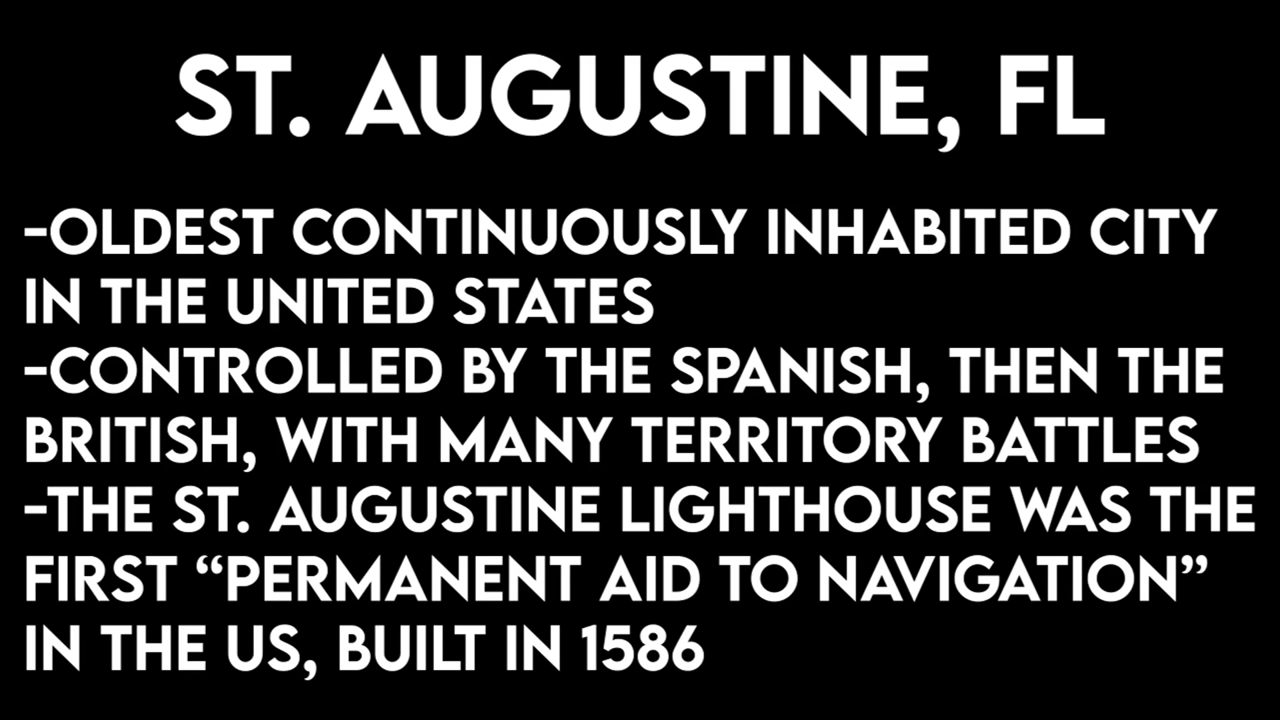 ST. AUGUSTINE, FL
-OLDEST CONTINUOUSLY INHABITED CITY
IN THE UNITED STATES
-CONTROLLED BY THE SPANISH, THEN THE
BRITISH, WITH MANY TERRITORY BATTLES
-THE ST. AUGUSTINE LIGHTHOUSE WAS THE
FIRST “PERMANENT AID TO NAVIGATION”
IN THE US, BUILT IN 1586